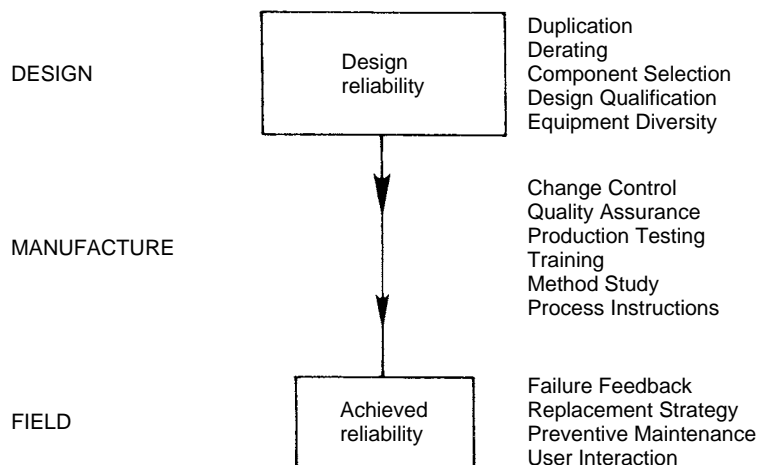 DESIGN
Design
reliability
Duplication
Derating
Component Selection
Design Qualification
Equipment Diversity
MANUFACTURE
Change Control
Quality Assurance
Production Testing
Training
Method Study
Process Instructions
FIELD
Achieved
reliability
Failure Feedback
Replacement Strategy
Preventive Maintenance
User Interaction